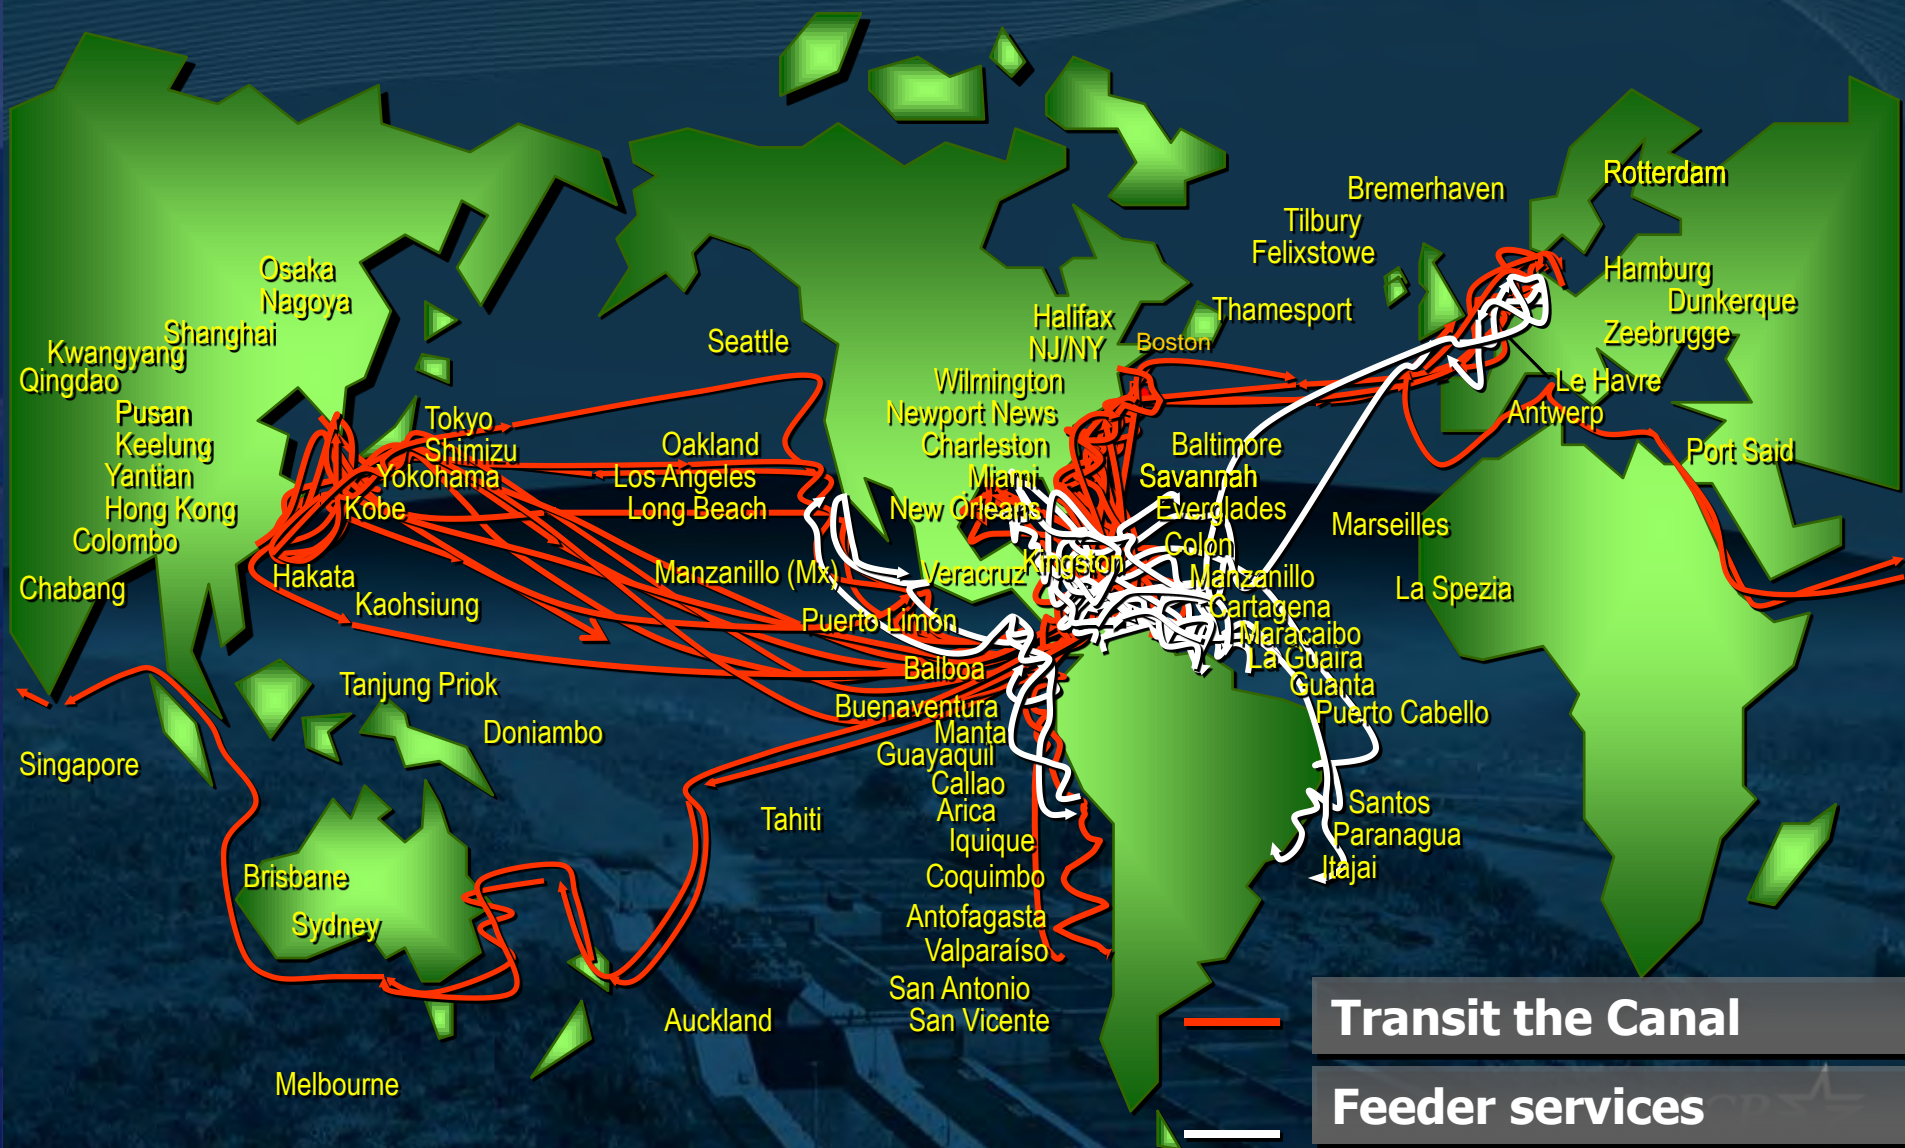 Rotterdam
Bremerhaven
Tilbury
Felixstowe
Osaka
Hamburg
Nagoya
Dunkerque
Thamesport
Halifax
Shanghai
Zeebrugge
Seattle
NJ/NY
Boston
Kwangyang
Qingdao
Wilmington
Le Havre
Pusan
Tokyo
Newport News
Antwerp
Keelung
Shimizu
Oakland
Charleston
Baltimore
Port Said
Yantian
Yokohama
Los Angeles
Miami
Savannah
Hong Kong
Kobe
Long Beach
New Orleans
Everglades
Marseilles
Colombo
Colon
Kingston
Chabang
Hakata
Manzanillo (Mx)
Veracruz
Manzanillo
La Spezia
Kaohsiung
Puerto Limón
Cartagena
Maracaibo
La Guaira
Balboa
Tanjung Priok
Guanta
Buenaventura
Puerto Cabello
Doniambo
Manta
Guayaquil
Singapore
Callao
Santos
Tahiti
Arica
Paranagua
Iquique
Itajai
Brisbane
Coquimbo
Sydney
Antofagasta
Valparaíso
San Antonio
Auckland
San Vicente
Transit the Canal
Melbourne
Feeder services